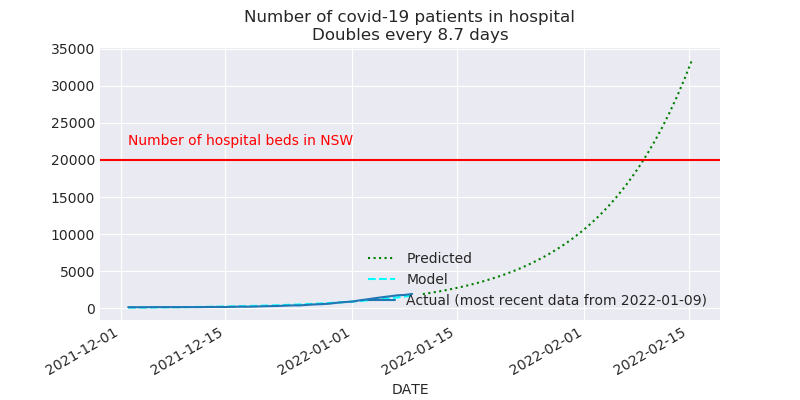 Number of covid-19 patients in hospital
Doubles every 8.7 days
35000
30000
25000
Number of hospital beds in NSW
20000
15000
10000
5000
0
Predicted
Model
Actual (most recent data from 2022-01-09)
2021-12-01
2021-12-15
2022-01-01
2022-01-15
2022-02-01
2022-02-15
DATE